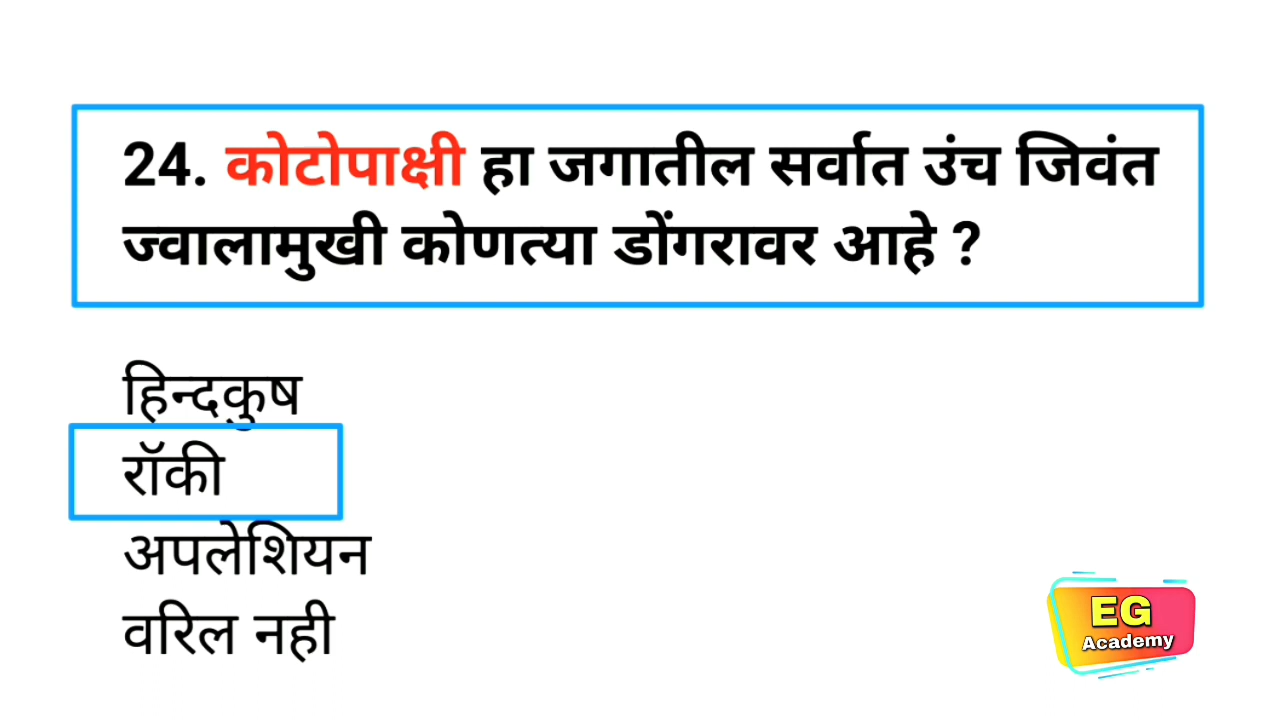 24. कोटोपाक्षी हा जगातील सर्वात उंच जिवंत
ज्वालामुखी कोणत्या डोंगरावर आहे ?
हिन्दकुष
रॉकी
अपलेशियन
वरिल नही
EG
Academy